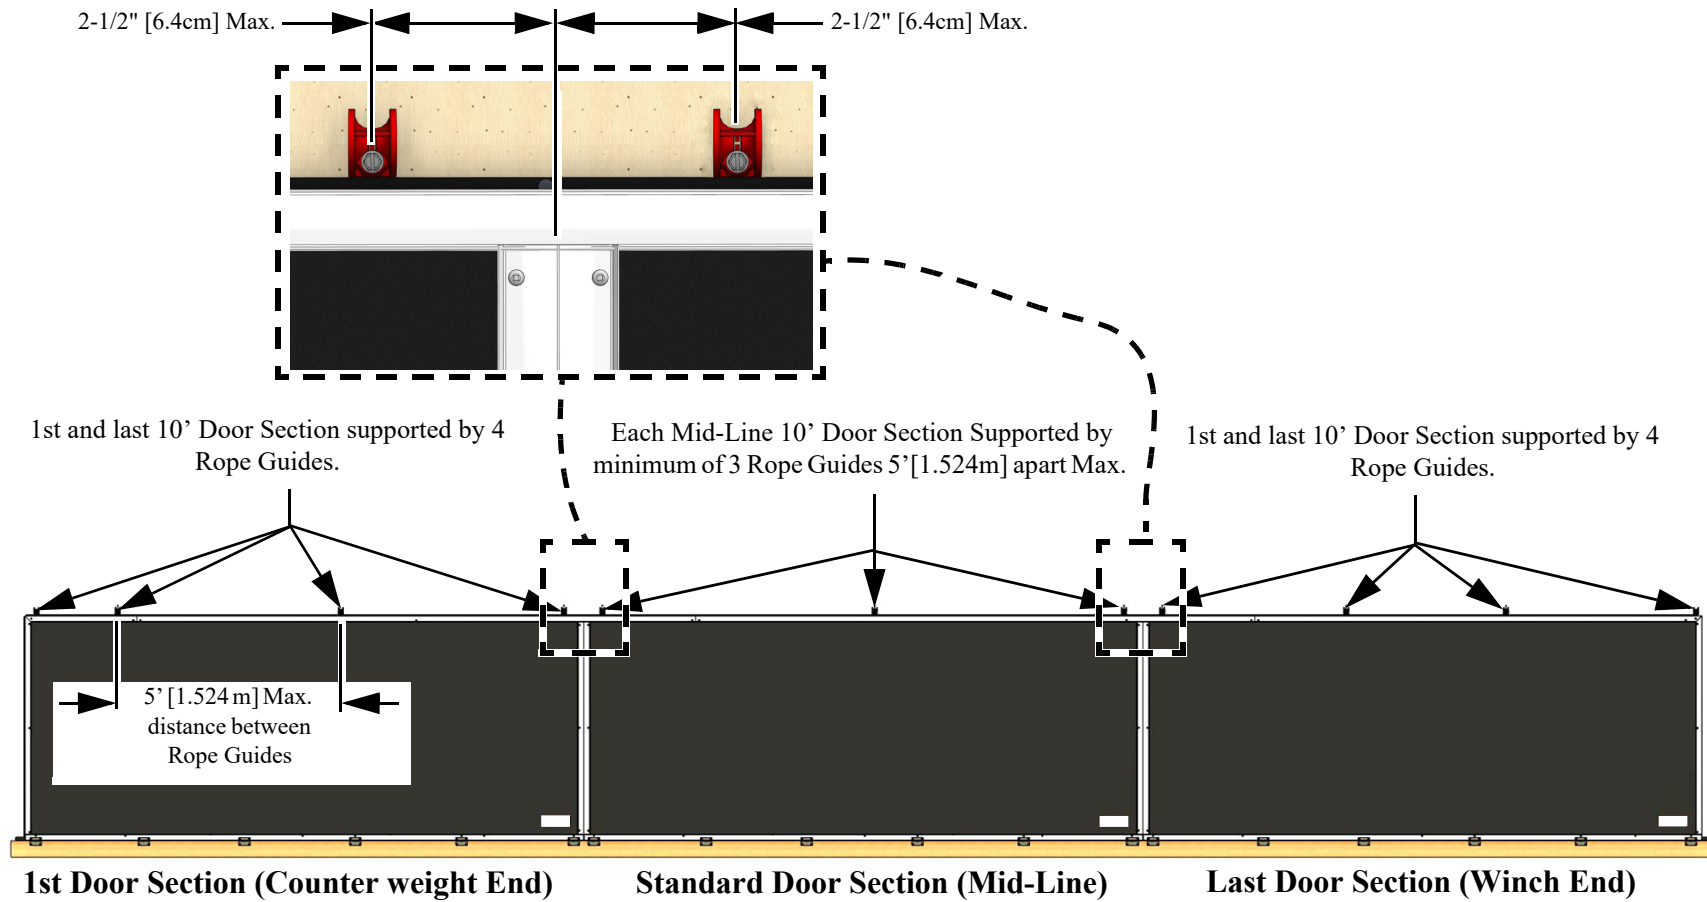 2-1/2" [6.4cm] Max.
2-1/2" [6.4cm] Max.
1st and last 10’ Door Section supported by 4
Rope Guides.
Each Mid-Line 10’ Door Section Supported by
minimum of 3 Rope Guides 5’[1.524m] apart Max.
1st and last 10’ Door Section supported by 4
Rope Guides.
5’ [1.524 m] Max.
distance between
Rope Guides
1st Door Section (Counter weight End)
Standard Door Section (Mid-Line)
Last Door Section (Winch End)